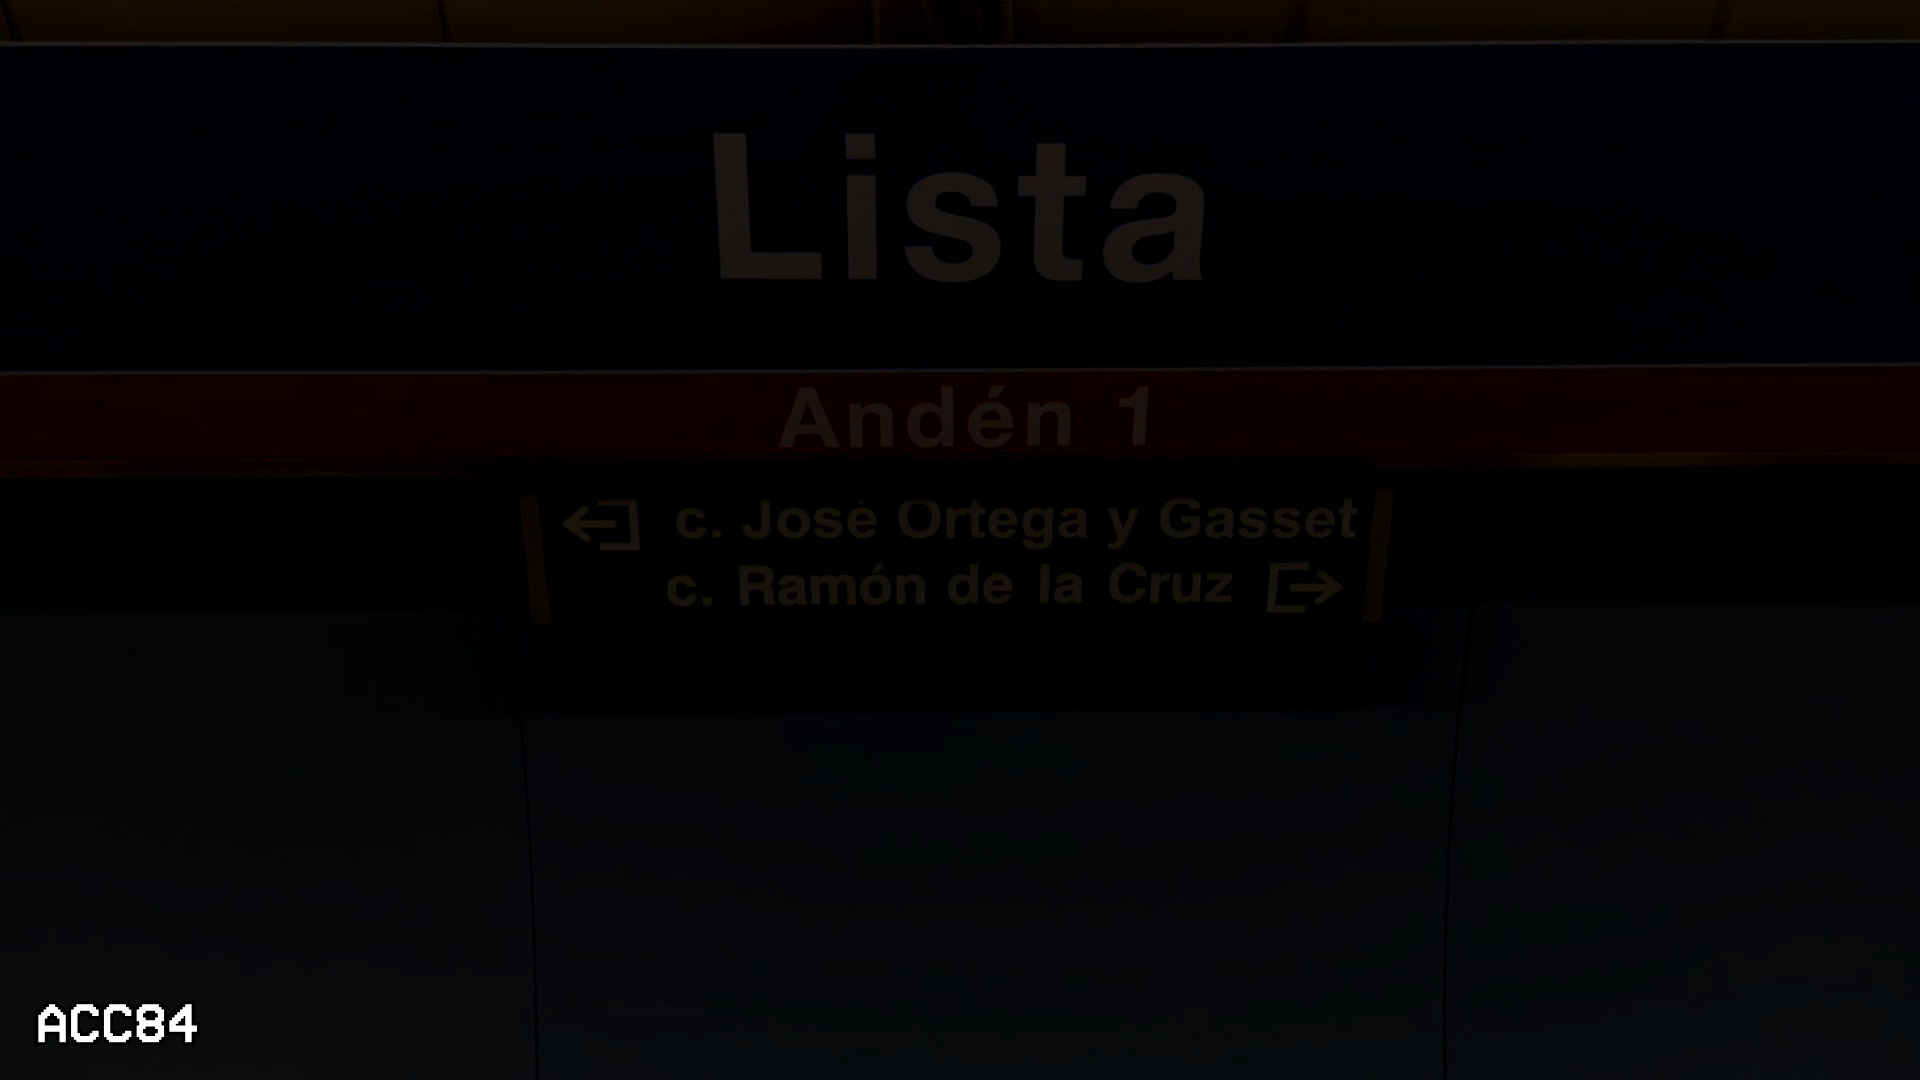 Lista
Andén 1
c. José Ortega y Gasset
c. Ramón de la Cruz
ACC84